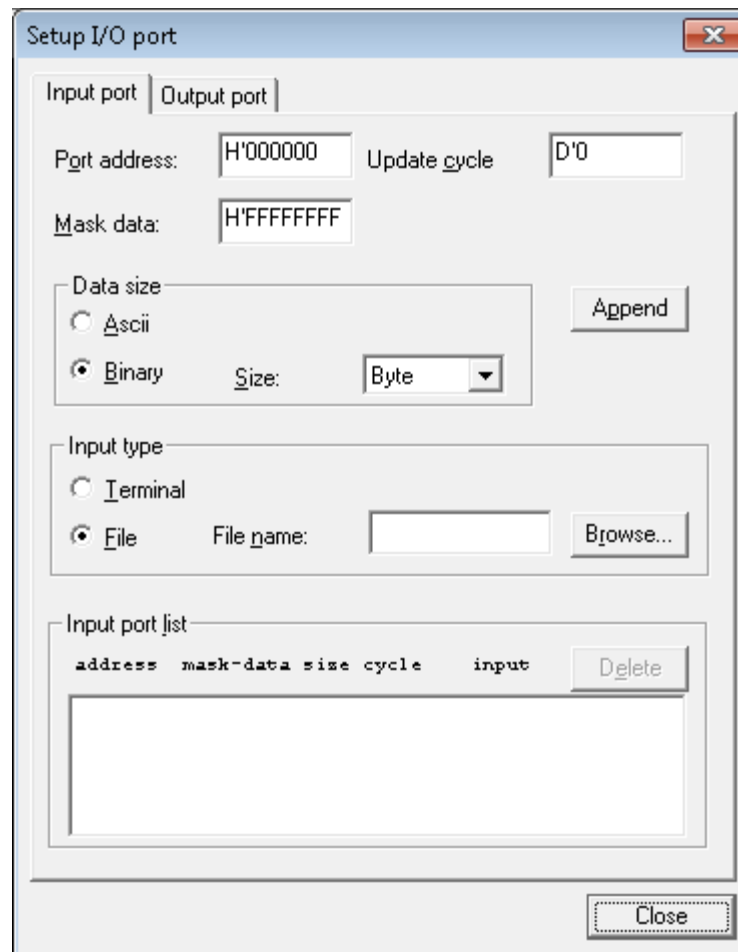 Setup I/O port
Input port Output port
Port address: H'000000 Update cycle D'0
Mask data: H'FFFFFFFF
Data size
Ascii
Append
Binary Size: Byte
Input type
Terminal
File File name: Browse...
Input port list
address mask-data size cycle input Delete
Close